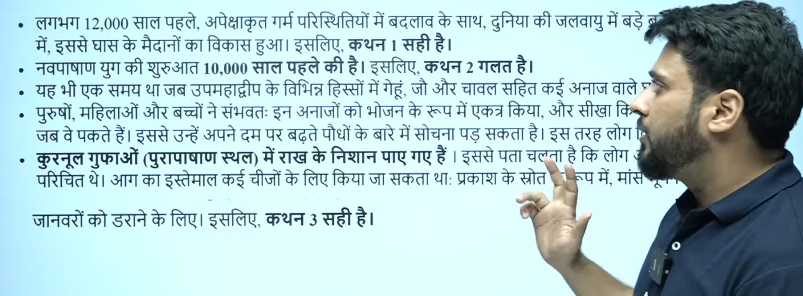 • लगभग 12,000 साल पहले, अपेक्षाकृत गर्म परिस्थितियों में बदलाव के साथ, दुनिया की जलवायु में बड़े
में, इससे घास के मैदानों का विकास हुआ। इसलिए, कथन 1 सही है।
• नवपाषाण युग की शुरुआत 10,000 साल पहले की है। इसलिए, कथन 2 गलत है।
• यह भी एक समय था जब उपमहाद्वीप के विभिन्न हिस्सों में गेहूं, जौ और चावल सहित कई अनाज वाले
• पुरुषों, महिलाओं और बच्चों ने संभवतः इन अनाजों को भोजन के रूप में एकत्र किया, और सीखा
जब वे पकते हैं। इससे उन्हें अपने दम पर बढ़ते पौधों के बारे में सोचना पड़ सकता है। इस तरह लोग
• कुरनूल गुफाओं (पुरापाषाण स्थल) में राख के निशान पाए गए हैं । इससे पता चलता है कि लोग
परिचित थे। आग का इस्तेमाल कई चीजों के लिए किया जा सकता था: प्रकाश के स्रोत रूप में, मांस
जानवरों को डराने के लिए। इसलिए, कथन 3 सही है।